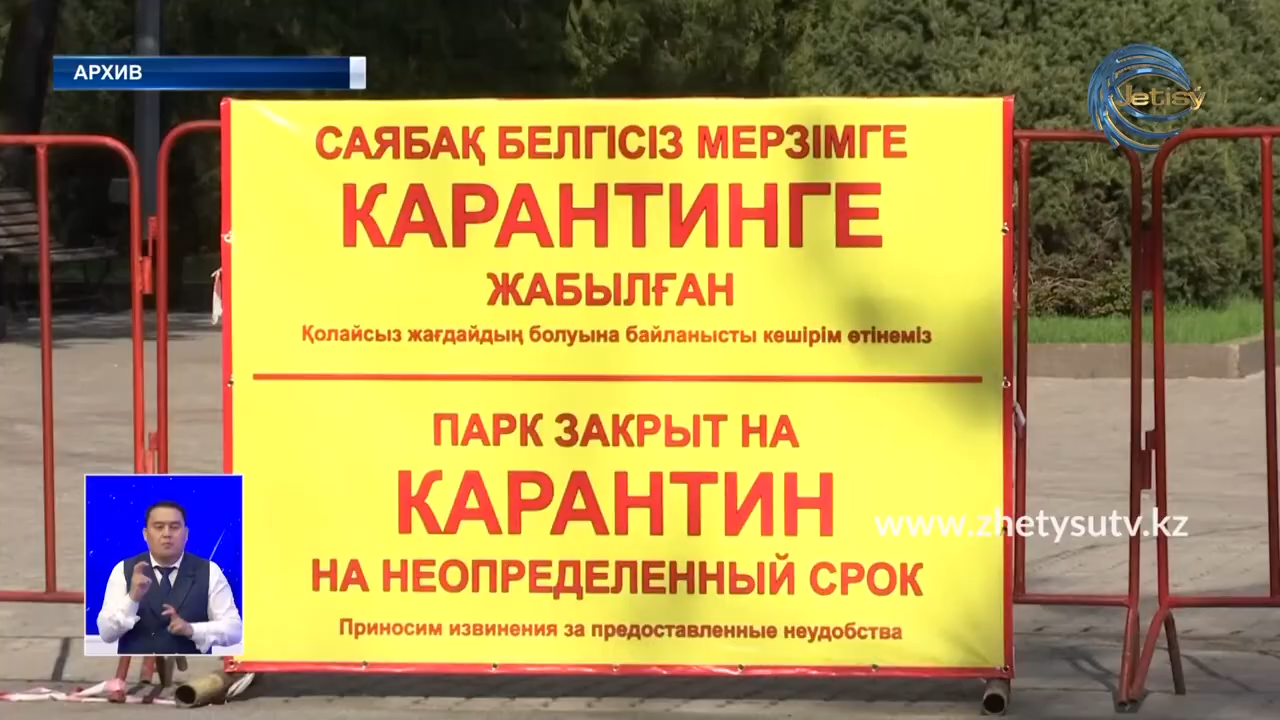 АРХИВ
Jetisý
САЯБАҚ БЕЛГІСІЗ МЕРЗІМГЕ
КАРАНТИНГЕ
ЖАБЫЛҒАН
Қолайсыз жағдайдың болуына байланысты кешірім өтінеміз
ПАРК ЗАКРЫТ НА
КАРАНТИН
НА НЕОПРЕДЕЛЕННЫЙ СРОК
Приносим извинения за предоставленные неудобства
www.zhetysutv.kz